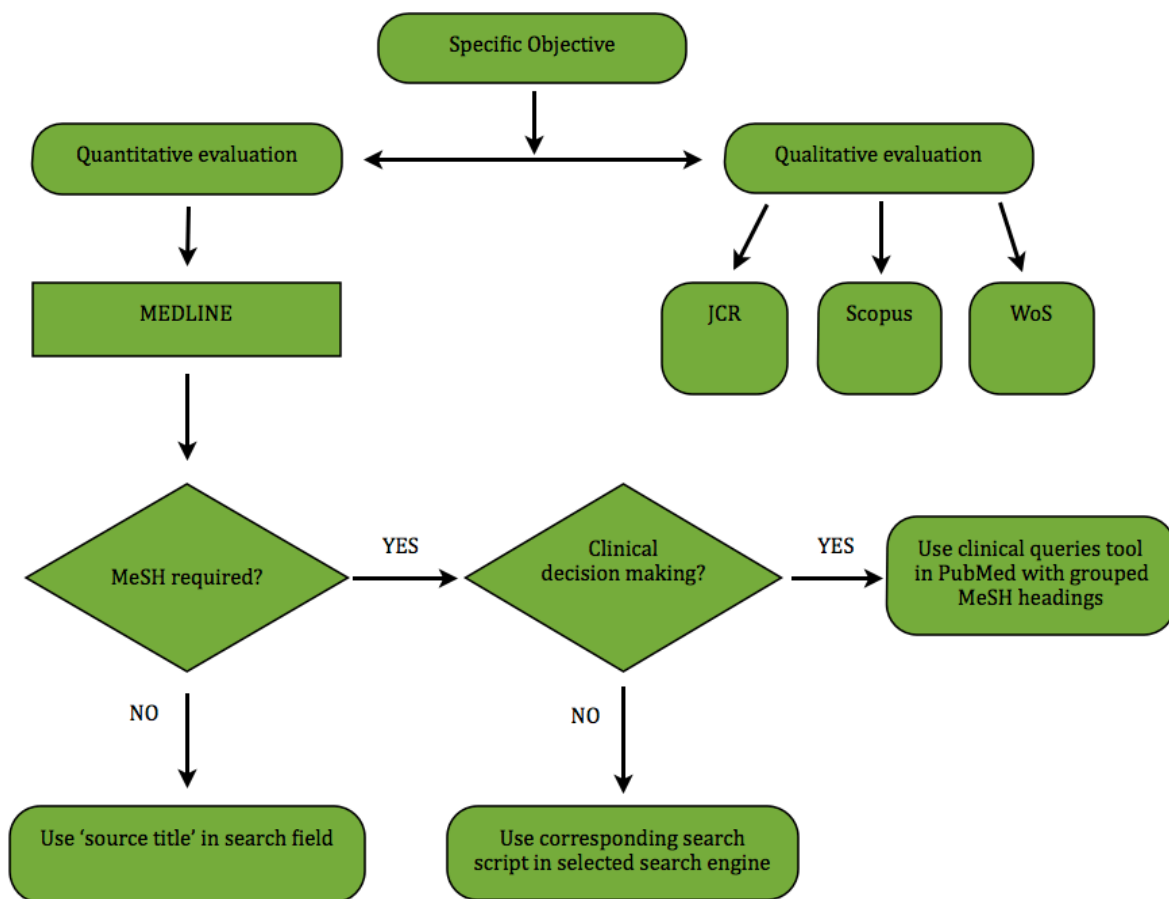 Specific Objective
Quantitative evaluation
Qualitative evaluation
MEDLINE
JCR
Scopus
WoS
MeSH required?
YES
Clinical
decision making?
YES
Use clinical queries tool
in PubMed with grouped
MeSH headings
NO
NO
Use ‘source title’ in search field
Use corresponding search
script in selected search engine